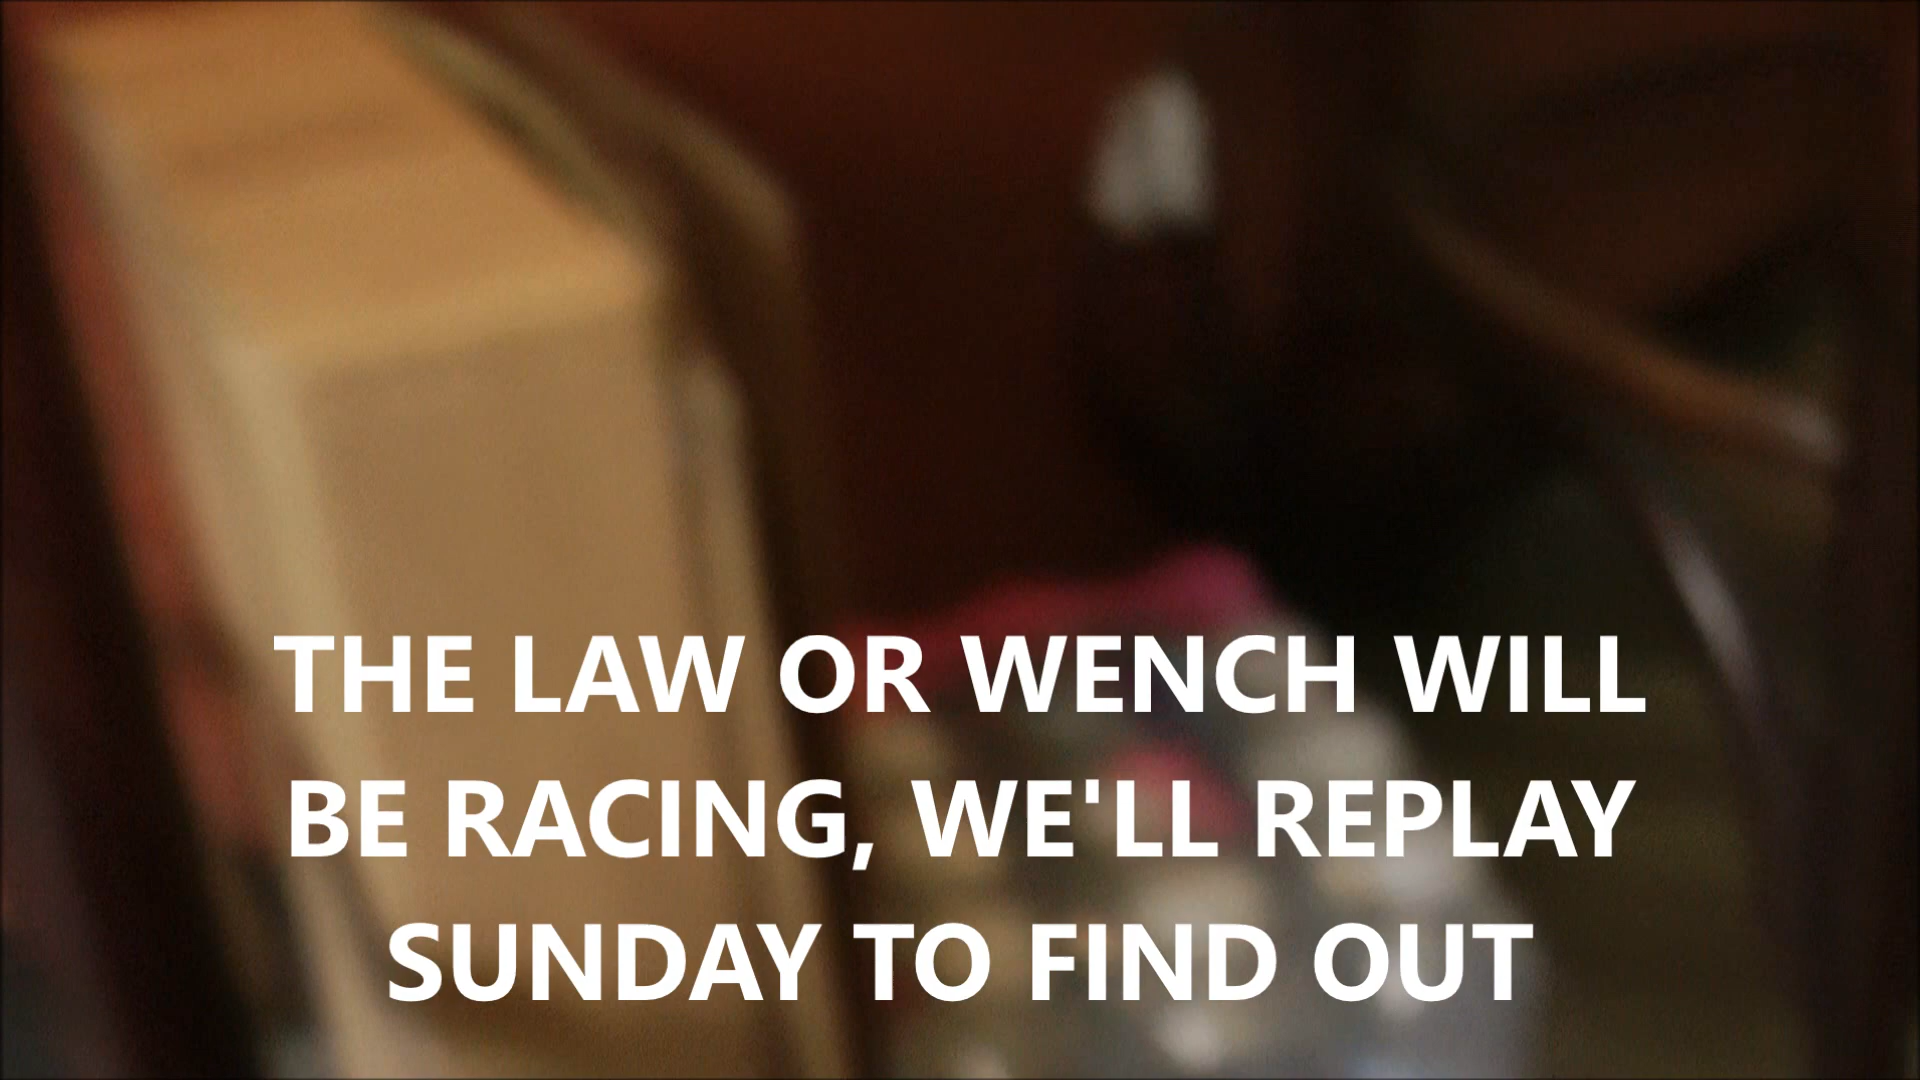 THE LAW OR WENCH WILL
BE RACING, WE'LL REPLAY
SUNDAY TO FIND OUT